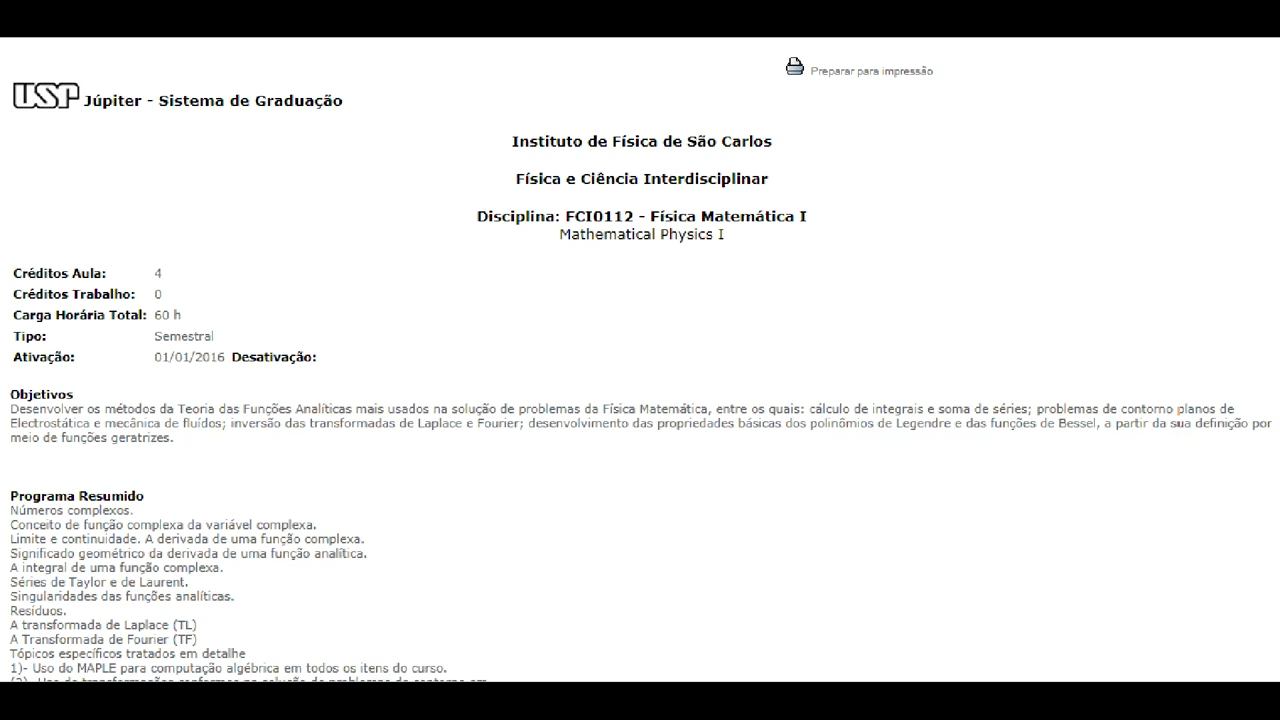 Preparar para impressão
USP Júpiter - Sistema de Graduação
Instituto de Física de São Carlos
Física e Ciência Interdisciplinar
Disciplina: FCI0112 - Física Matemática I
Mathematical Physics I
Créditos Aula: 4
Créditos Trabalho: 0
Carga Horária Total: 60 h
Tipo: Semestral
Ativação: 01/01/2016 Desativação:
Objetivos
Desenvolver os métodos da Teoria das Funções Analíticas mais usados na solução de problemas da Física Matemática, entre os quais: cálculo de integrais e soma de séries; problemas de contorno planos de
Electrostática e mecânica de fluídos; inversão das transformadas de Laplace e Fourier; desenvolvimento das propriedades básicas dos polinômios de Legendre e das funções de Bessel, a partir da sua definição por
meio de funções geratrizes.
Programa Resumido
Números complexos.
Conceito de função complexa da variável complexa.
Limite e continuidade. A derivada de uma função complexa.
Significado geométrico da derivada de uma função analítica.
A integral de uma função complexa.
Séries de Taylor e de Laurent.
Singularidades das funções analíticas.
Resíduos.
A transformada de Laplace (TL)
A Transformada de Fourier (TF)
Tópicos específicos tratados em detalhe
1)- Uso do MAPLE para computação algébrica em todos os itens do curso.